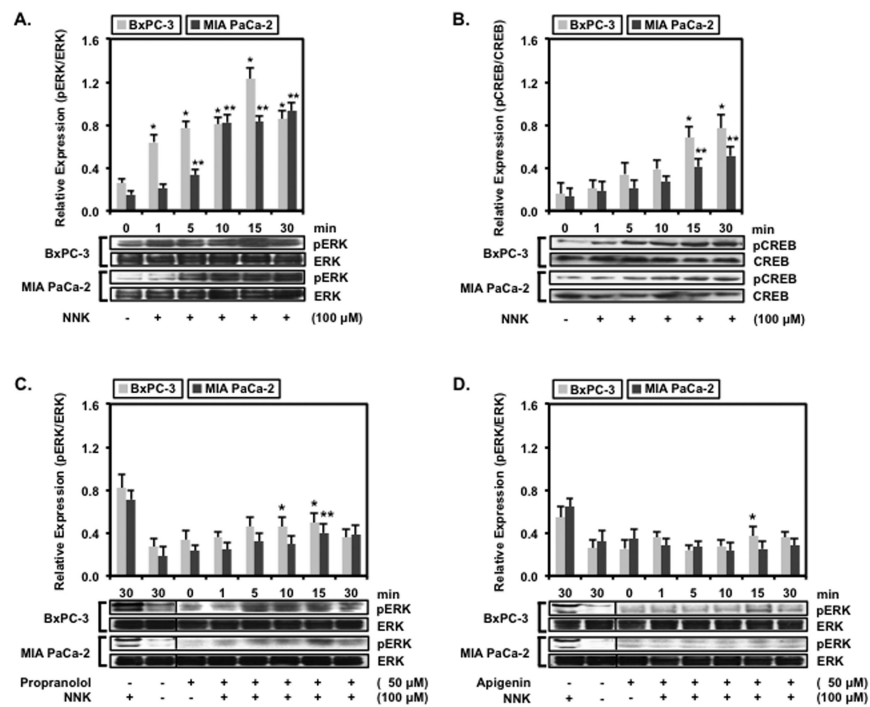 A.
BxPC-3 MIA PaCa-2
Relative Expression (pERK/ERK)
1.6
1.2
0.8
0.4
0.0
* * ** * ** * ** * **
0 1 5 10 15 30 min
BxPC-3
pERK
ERK
MIA PaCa-2
pERK
ERK
NNK - + + + + + (100 µM)
B.
BxPC-3 MIA PaCa-2
Relative Expression (pCREB/CREB)
1.6
1.2
0.8
0.4
0.0
* ** * **
0 1 5 10 15 30 min
BxPC-3
pCREB
CREB
MIA PaCa-2
pCREB
CREB
NNK - + + + + + (100 µM)
C.
BxPC-3 MIA PaCa-2
Relative Expression (pERK/ERK)
1.6
1.2
0.8
0.4
0.0
* * **
30 30 0 1 5 10 15 30 min
BxPC-3
pERK
ERK
MIA PaCa-2
pERK
ERK
Propranolol - - + + + + + + ( 50 µM)
NNK + - - + + + + + (100 µM)
D.
BxPC-3 MIA PaCa-2
Relative Expression (pERK/ERK)
1.6
1.2
0.8
0.4
0.0
*
30 30 0 1 5 10 15 30 min
BxPC-3
pERK
ERK
MIA PaCa-2
pERK
ERK
Apigenin - - + + + + + + ( 50 µM)
NNK + - - + + + + + (100 µM)